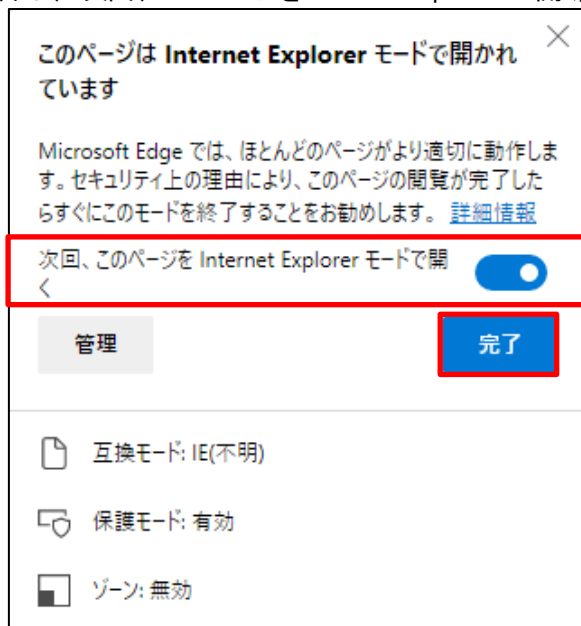 このページは Internet Explorer モードで開かれ
ています
Microsoft Edge では、ほとんどのページがより適切に動作しま
す。セキュリティ上の理由により、このページの閲覧が完了した
らすぐにこのモードを終了することをお勧めします。 詳細情報
次回、このページを Internet Explorer モードで開
く
管理
完了
互換モード: IE(不明)
保護モード: 有効
ゾーン: 無効